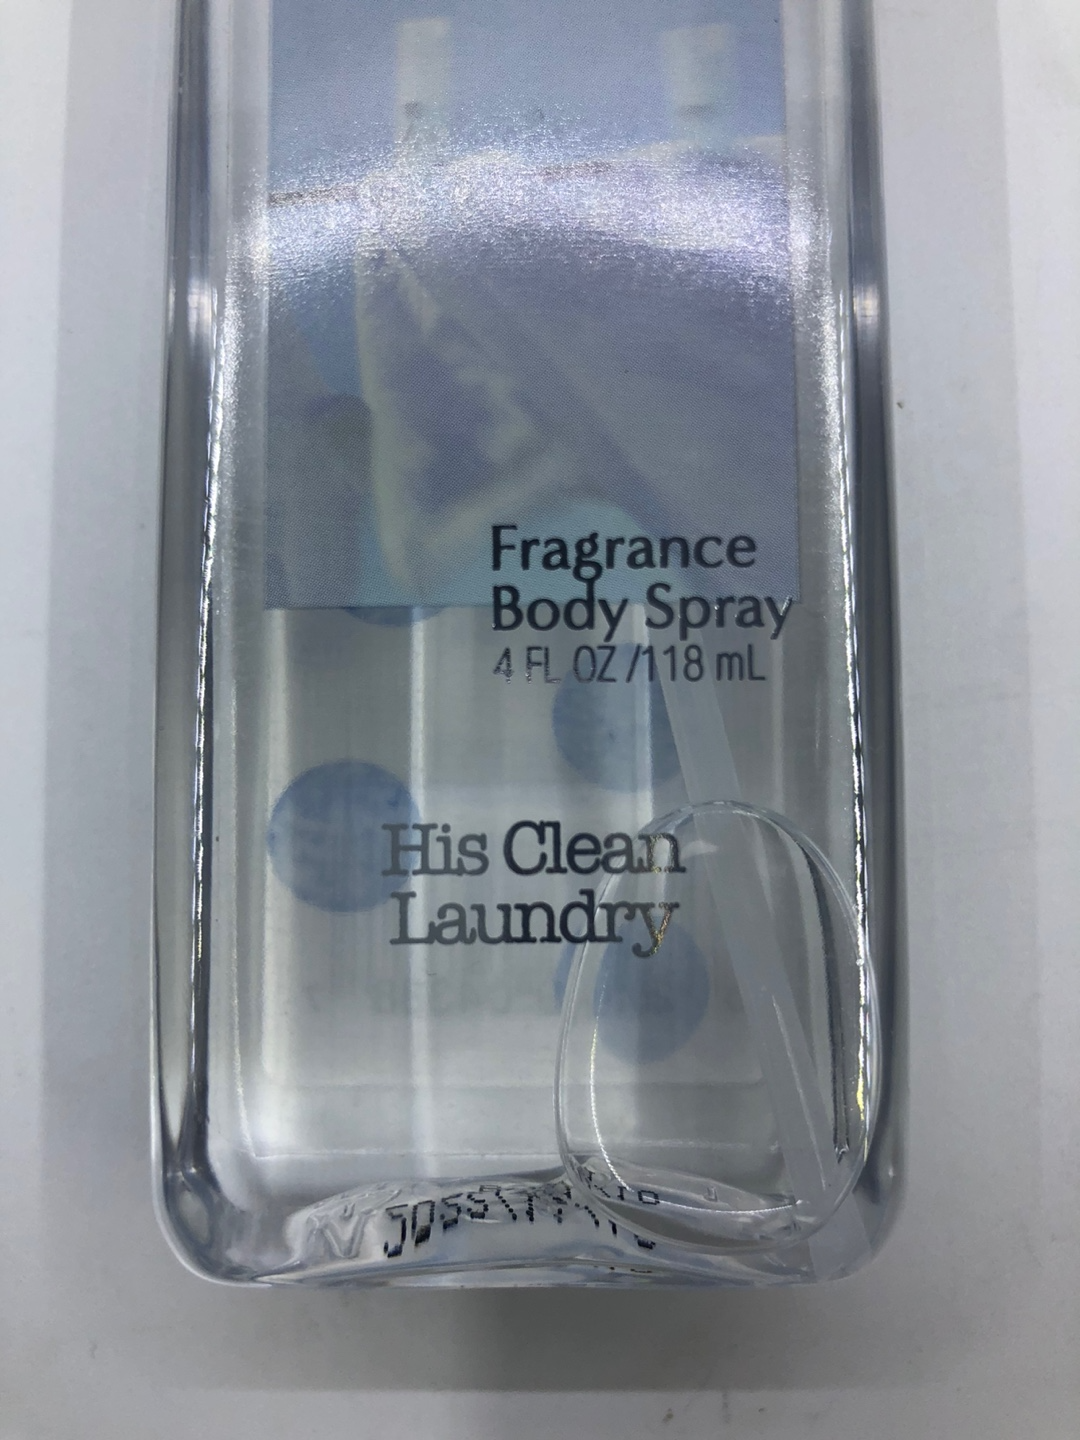 Fragrance
Body Spray
4 FL OZ/118 mL
His Clean
Laundry